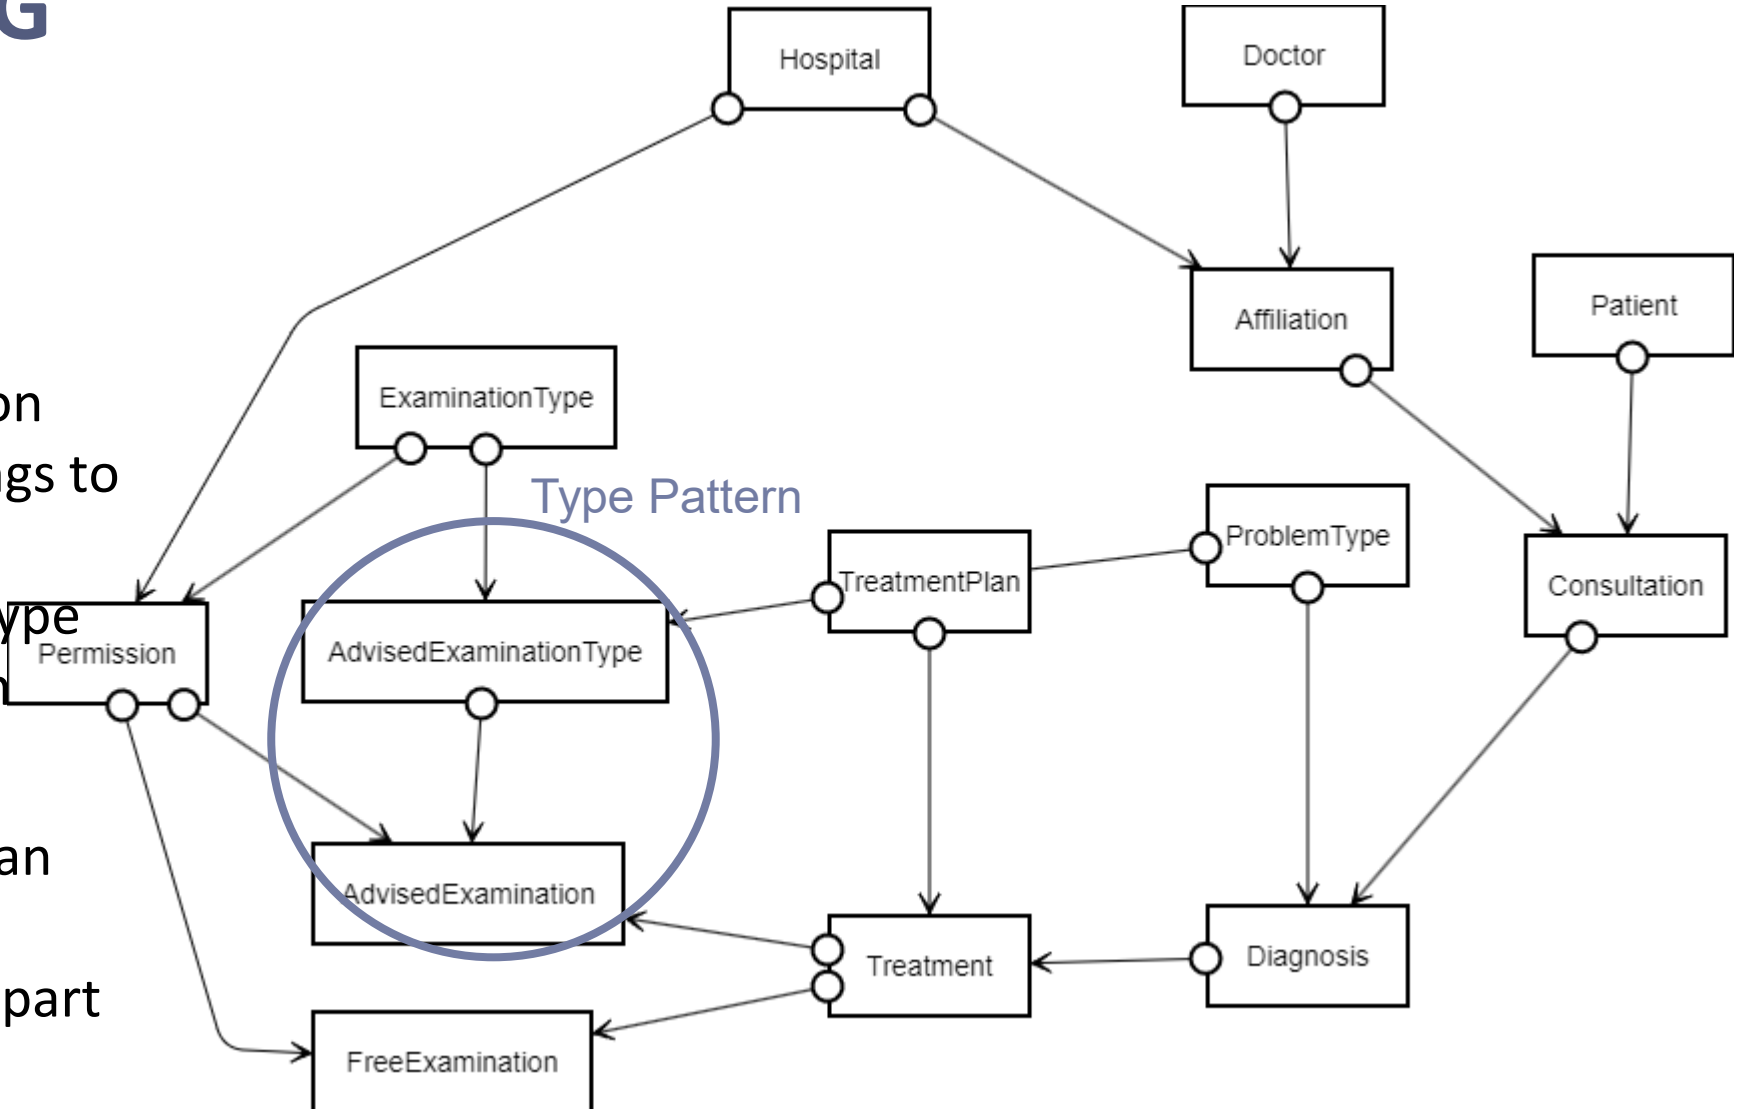 G
Hospital
Doctor
Affiliation
Patient
ExaminationType
on
gs to
Type Pattern
TreatmentPlan
ProblemType
Consultation
ype
Permission
AdvisedExaminationType
an
AdvisedExamination
Treatment
Diagnosis
part
FreeExamination